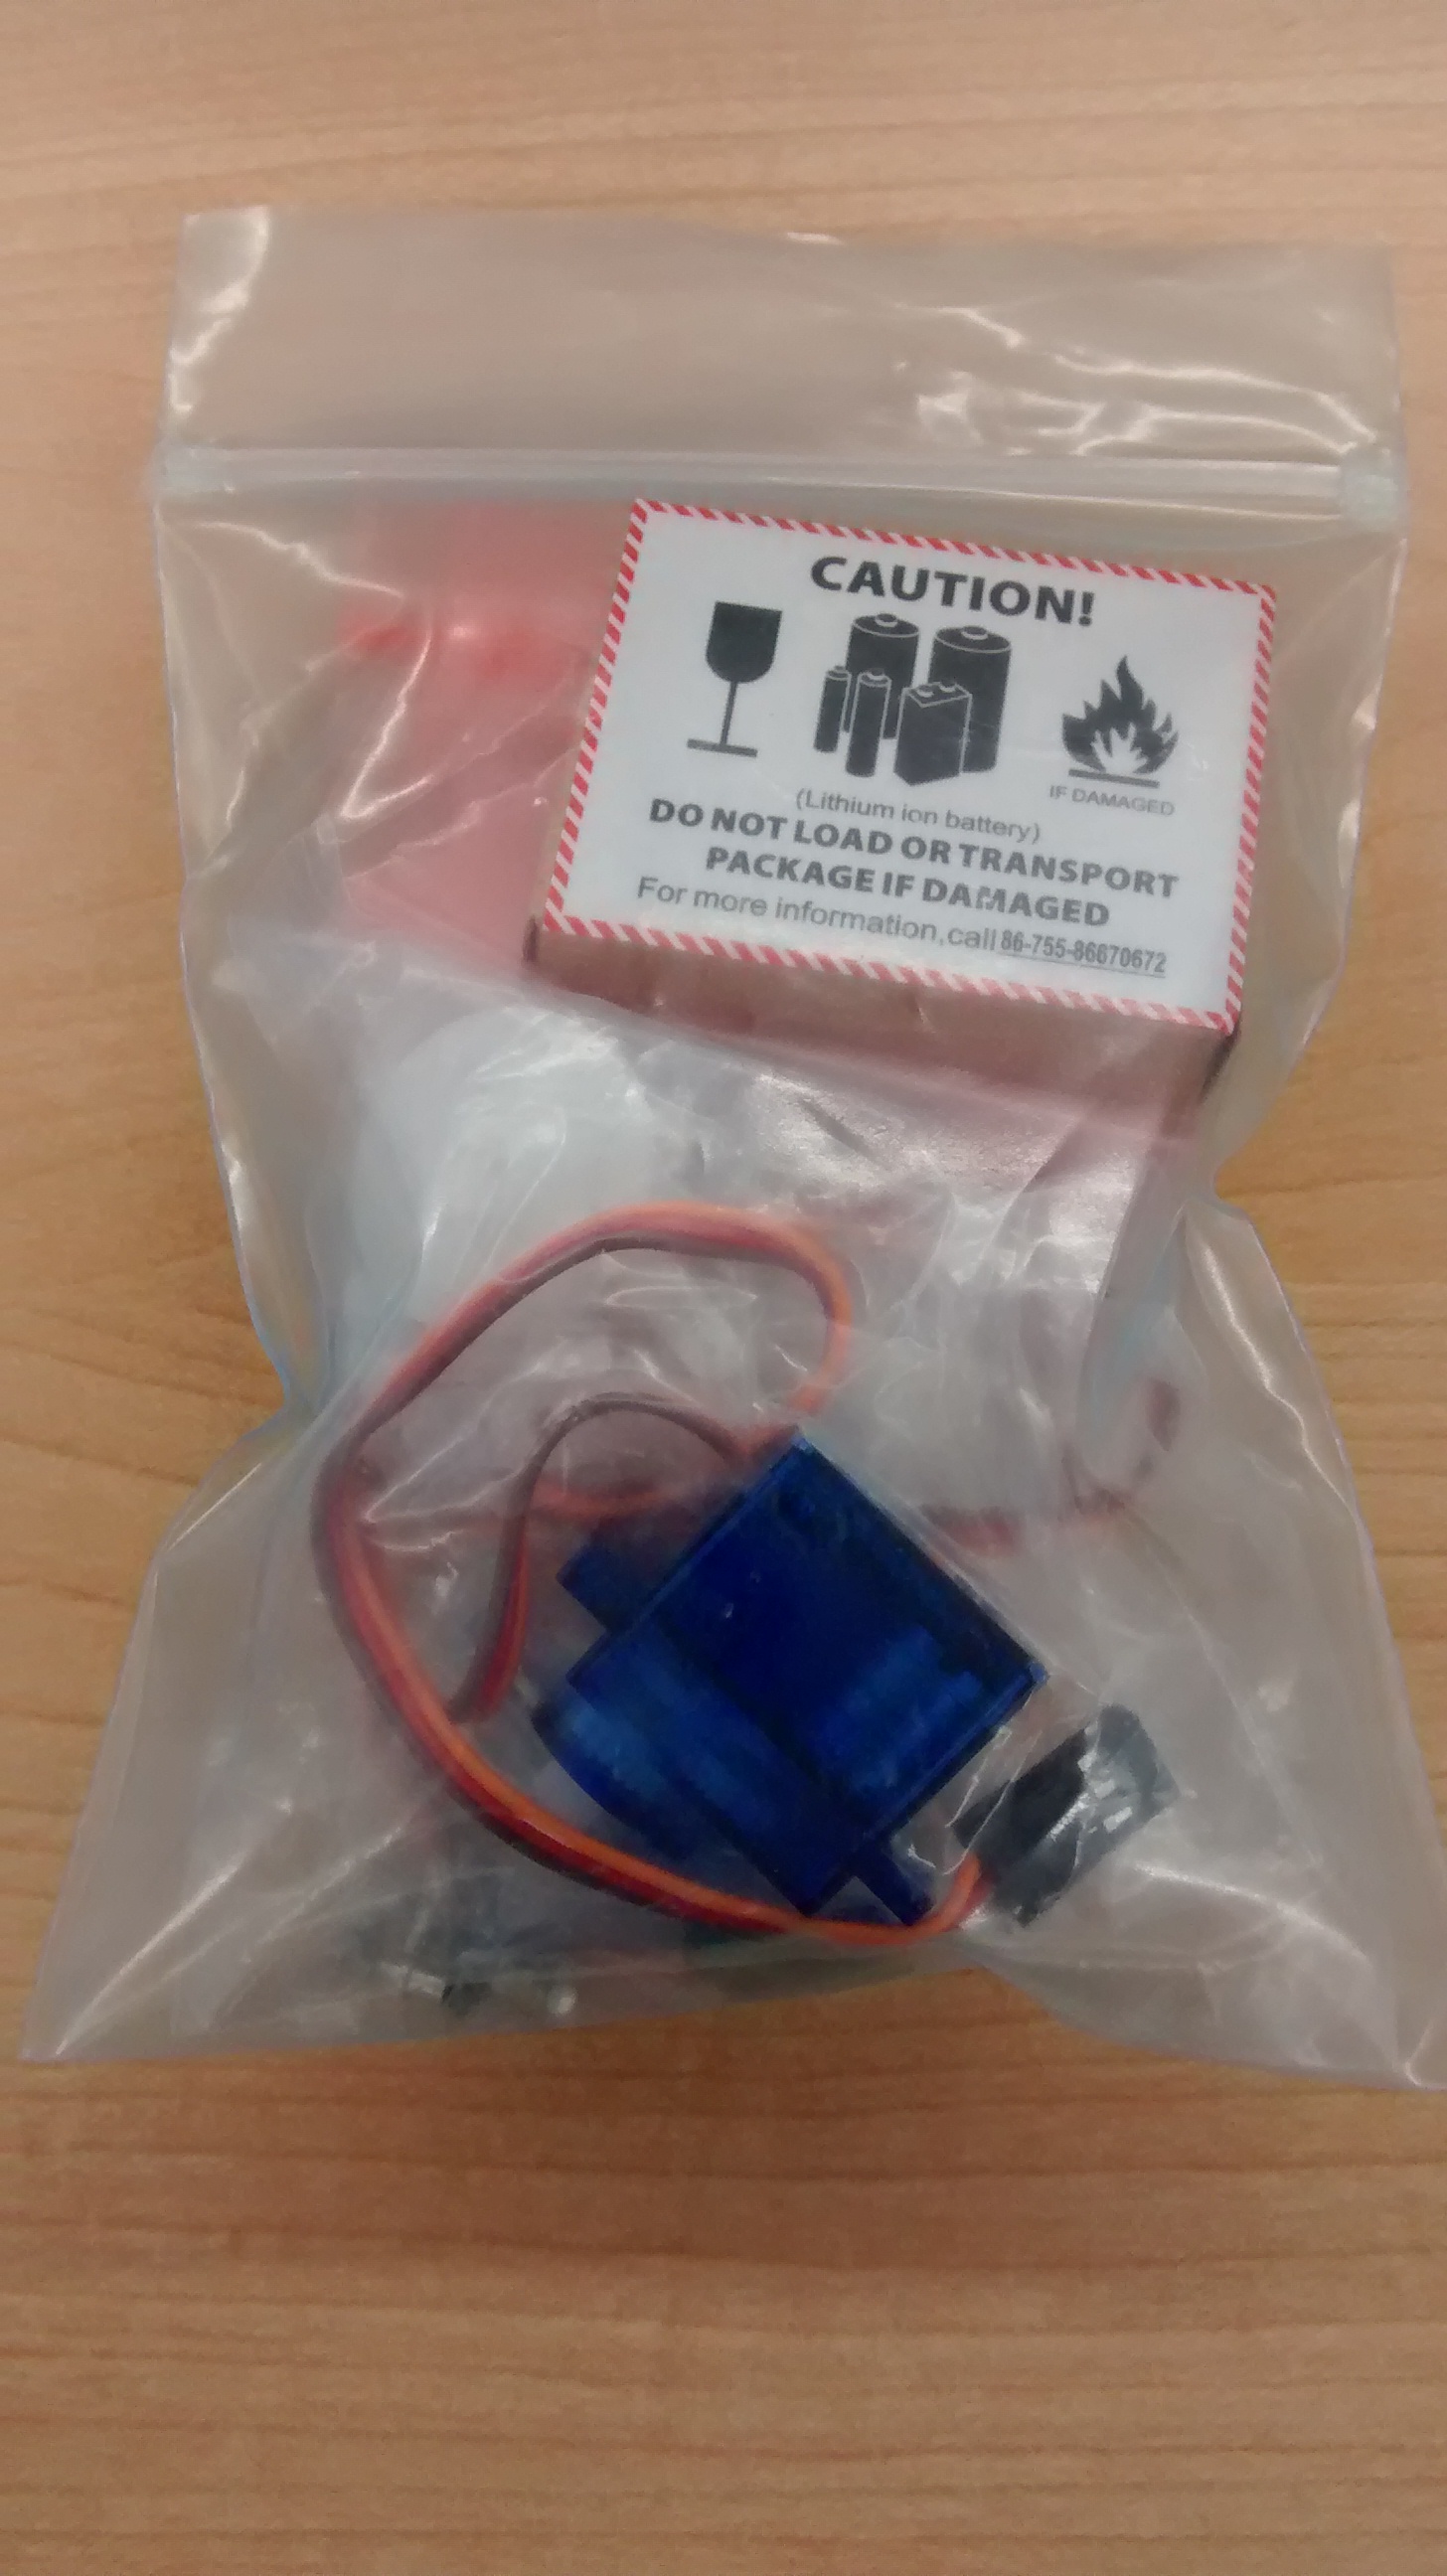 CAUTION!
IF DAMAGED
(Lithium ion battery)
DO NOT LOAD OR TRANSPORT
PACKAGE IF DAMAGED
For more information,call 86-755-86670672